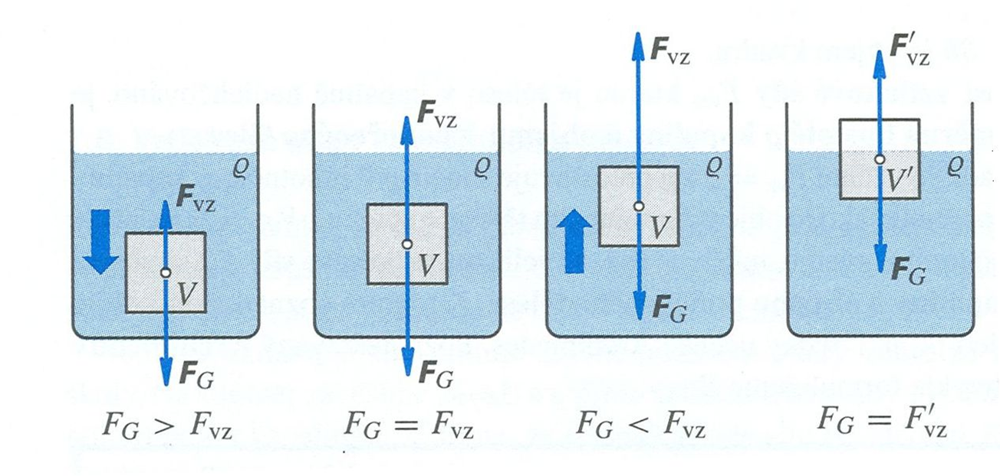 F_vz ϱ V F_G
F_G > F_vz
F_vz ϱ V F_G
F_G = F_vz
F_vz ϱ V F_G
F_G < F_vz
F′_vz ϱ V′ F_G
F_G = F′_vz